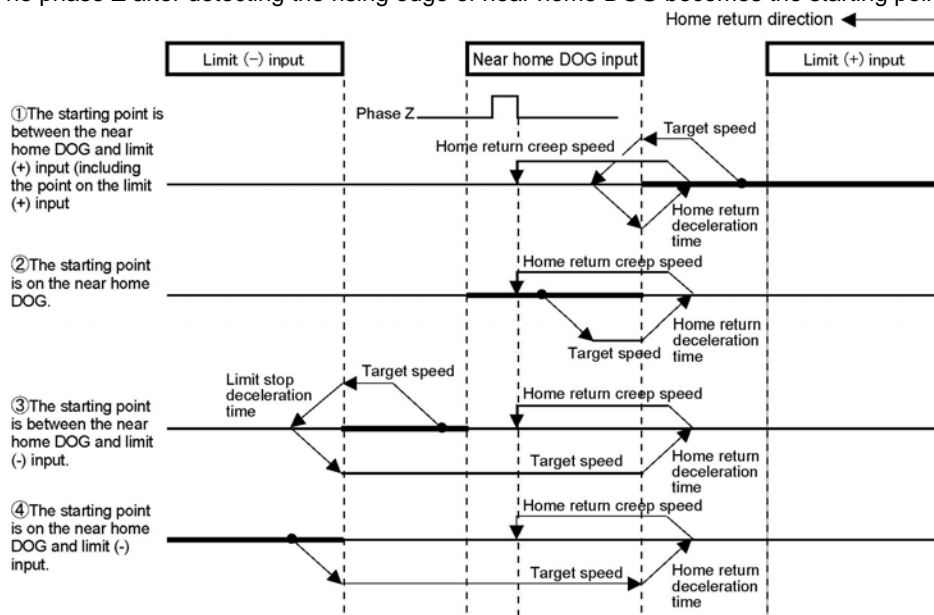 The phase Z after detecting the rising edge of near home DOG becomes the starting poin
Home return direction
Limit (−) input
Near home DOG input
Limit (+) input
①The starting point is
between the near
home DOG and limit
(+) input (including
the point on the limit
(+) input
Phase Z
Target speed
Home return creep speed
Home return
deceleration
time
②The starting point
is on the near home
DOG.
Home return creep speed
Home return
deceleration
time
Target speed
③The starting point
is between the near
home DOG and limit
(-) input.
Limit stop
deceleration
time
Target speed
Home return creep speed
Target speed
Home return
deceleration
time
④The starting point
is on the near home
DOG and limit (-)
input.
Home return creep speed
Target speed
Home return
deceleration
time